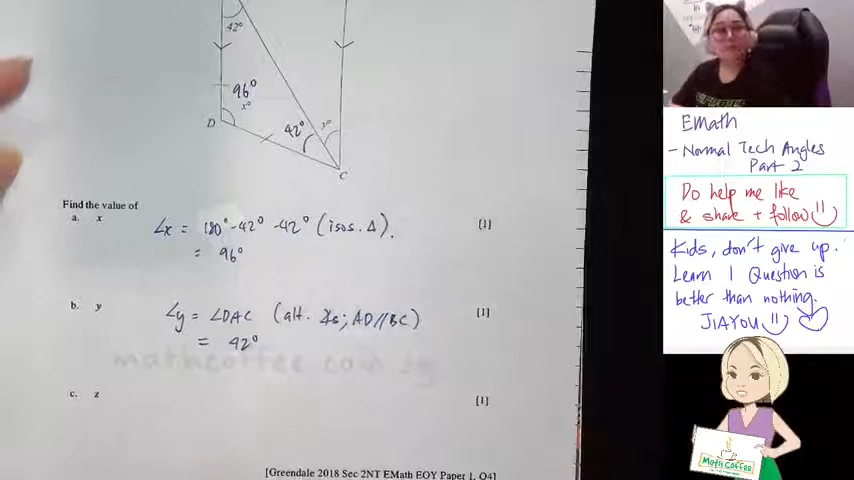 42°
96°
x°
D
42°
y°
C
Find the value of
a. x ∠x = 180° - 42° - 42° (isos. Δ). [1]
= 96°
b. y ∠y = ∠DAC (alt. ∠s; AD//BC) [1]
= 42°
mathcoffee.com.sg
c. z [1]
[Greendale 2018 Sec 2NT EMath EOY Paper 1, Q4]
EMath
- Normal Tech Angles
Part 2
Do help me like
& share + follow
Kids, don't give up.
Learn 1 Question is
better than nothing.
JIAYOU
MathCoffee